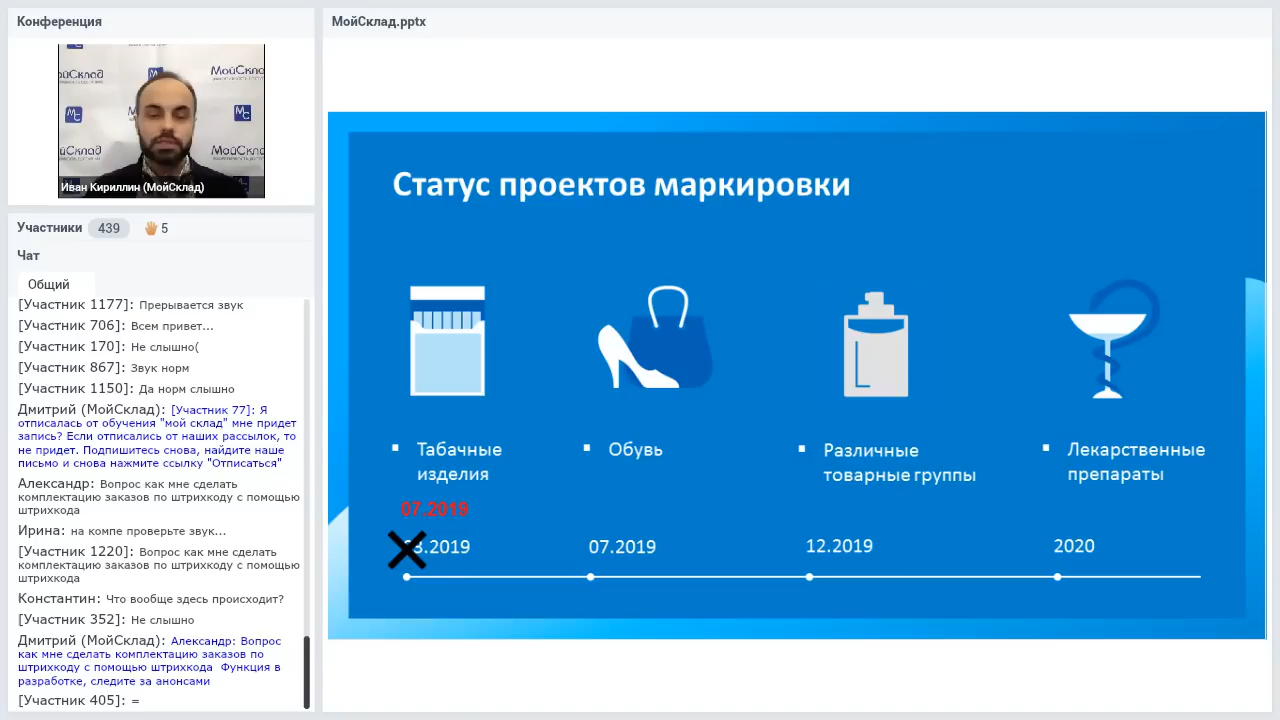 Конференция
МойСклад
МойСклад
МойСклад
МойСклад
Иван Кириллин (МойСклад)
Участники 439 5
Чат
Общий
[Участник 1177]: Прерывается звук
[Участник 706]: Всем привет...
[Участник 170]: Не слышно(
[Участник 867]: Звук норм
[Участник 1150]: Да норм слышно
Дмитрий (МойСклад): [Участник 77]: Я
отписалась от обучения "мой склад" мне придет
запись? Если отписались от наших рассылок, то
не придет. Подпишитесь снова, найдите наше
письмо и снова нажмите ссылку "Отписаться"
Александр: Вопрос как мне сделать
комплектацию заказов по штрихкоду с помощью
штрихкода
Ирина: на компе проверьте звук...
[Участник 1220]: Вопрос как мне сделать
комплектацию заказов по штрихкоду с помощью
штрихкода
Константин: Что вообще здесь происходит?
[Участник 352]: Не слышно
Дмитрий (МойСклад): Александр: Вопрос
как мне сделать комплектацию заказов по
штрихкоду с помощью штрихкода Функция в
разработке, следите за анонсами
[Участник 405]: =
МойСклад.pptx
Статус проектов маркировки
Табачные
изделия
Обувь
Различные
товарные группы
Лекарственные
препараты
07.2019
03.2019
07.2019
12.2019
2020